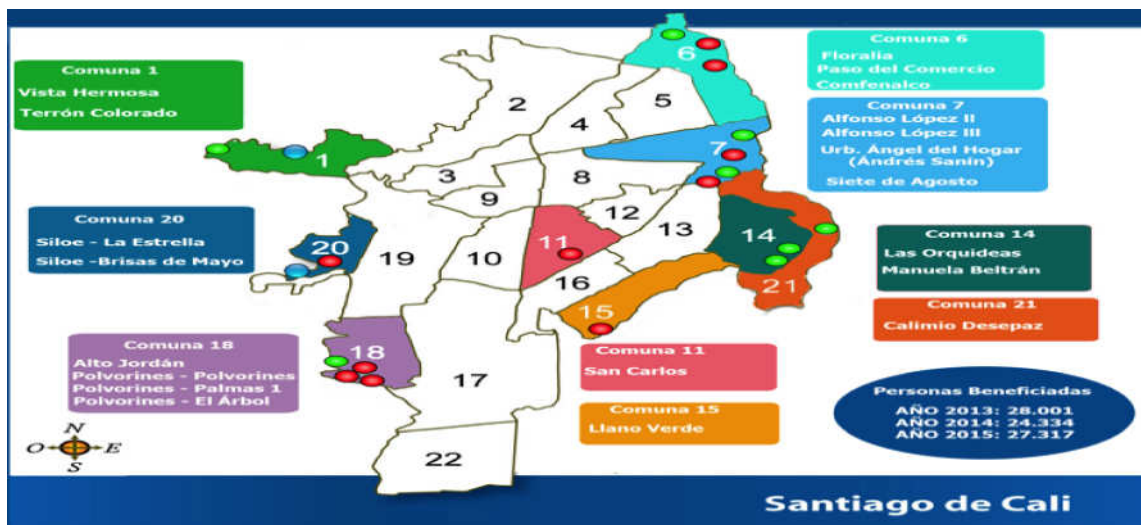 Comuna 1
Vista Hermosa
Terrón Colorado
Comuna 20
Siloe - La Estrella
Siloe -Brisas de Mayo
Comuna 18
Alto Jordán
Polvorines - Polvorines
Polvorines - Palmas 1
Polvorines - El Árbol
N
O
E
S
1
2
3
4
5
6
7
8
9
10
11
12
13
14
15
16
17
18
19
20
21
22
Comuna 6
Floralia
Paso del Comercio
Comfenalco
Comuna 7
Alfonso López II
Alfonso López III
Urb. Ángel del Hogar
(Andrés Sanín)
Siete de Agosto
Comuna 14
Las Orquideas
Manuela Beltrán
Comuna 21
Calimio Desepaz
Comuna 11
San Carlos
Comuna 15
Llano Verde
Personas Beneficiadas
AÑO 2013: 28.001
AÑO 2014: 24.334
AÑO 2015: 27.317
Santiago de Cali